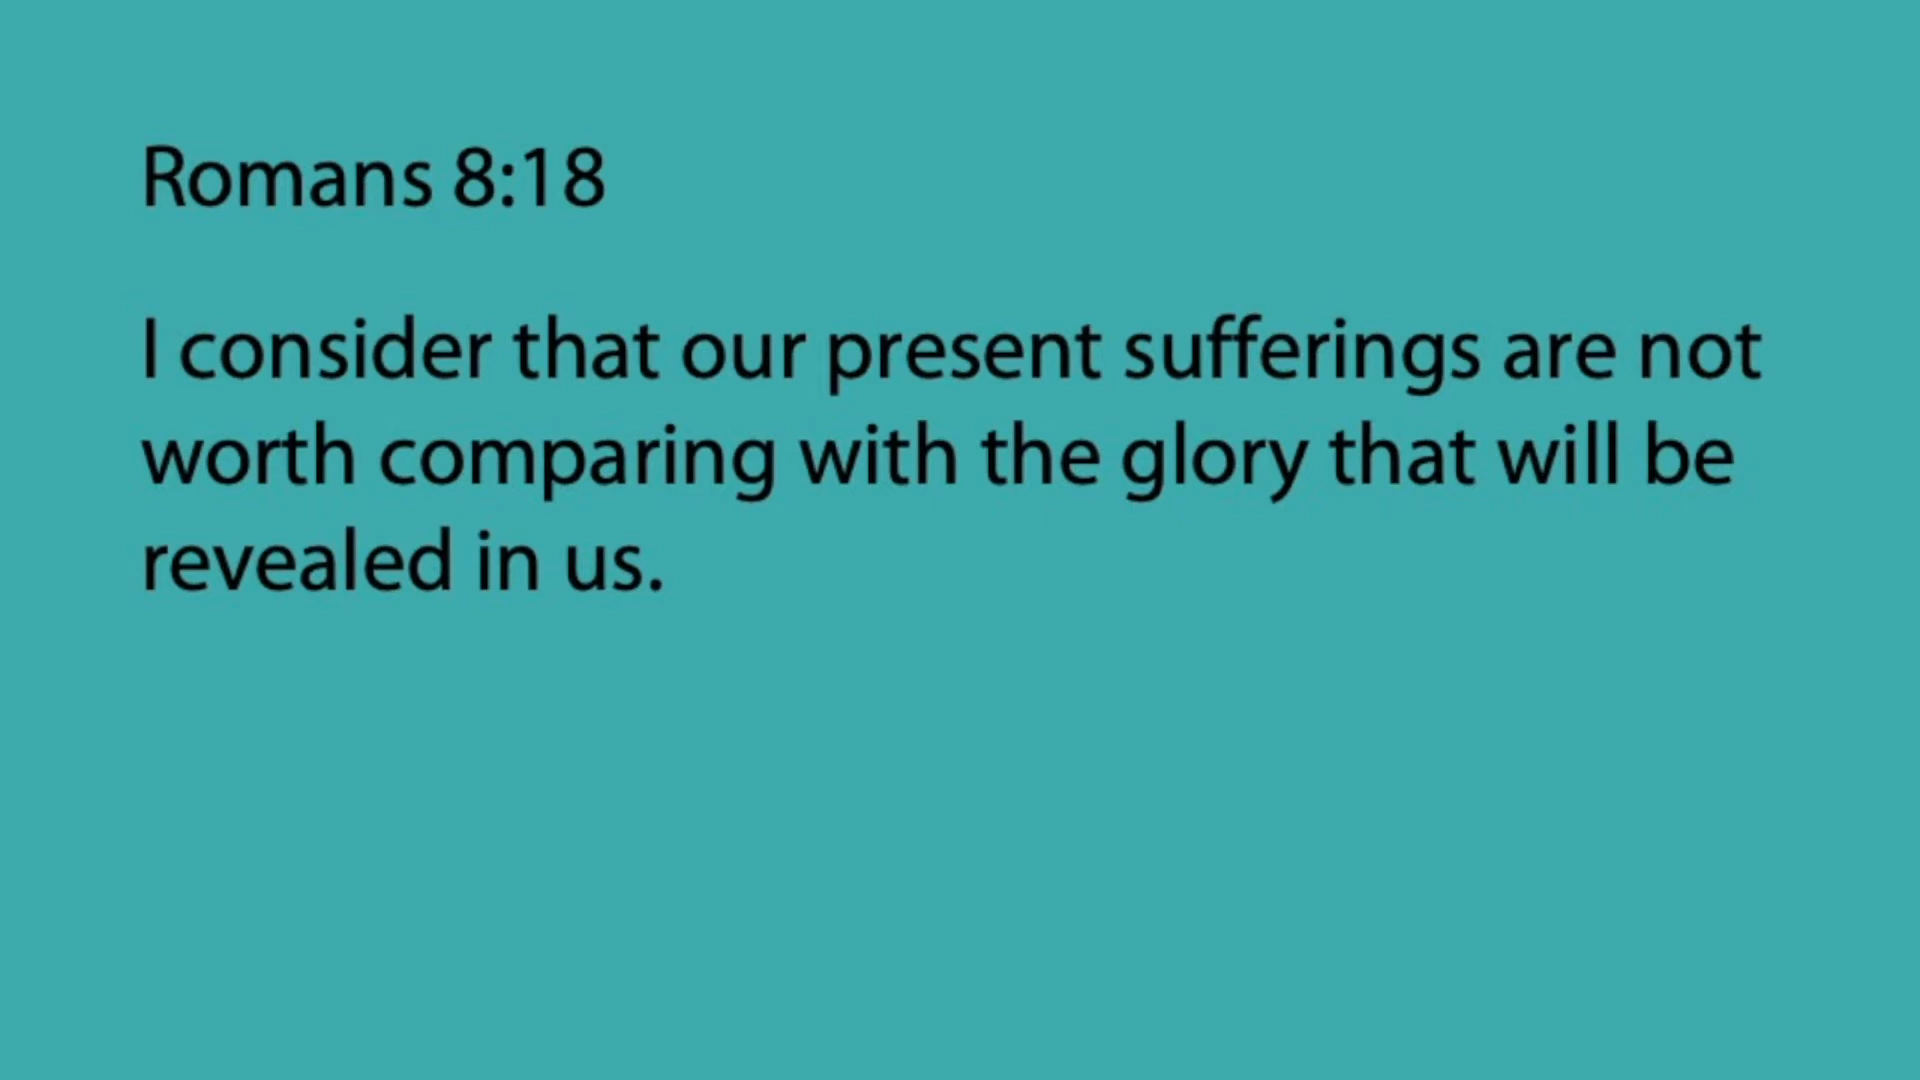 Romans 8:18
I consider that our present sufferings are not
worth comparing with the glory that will be
revealed in us.